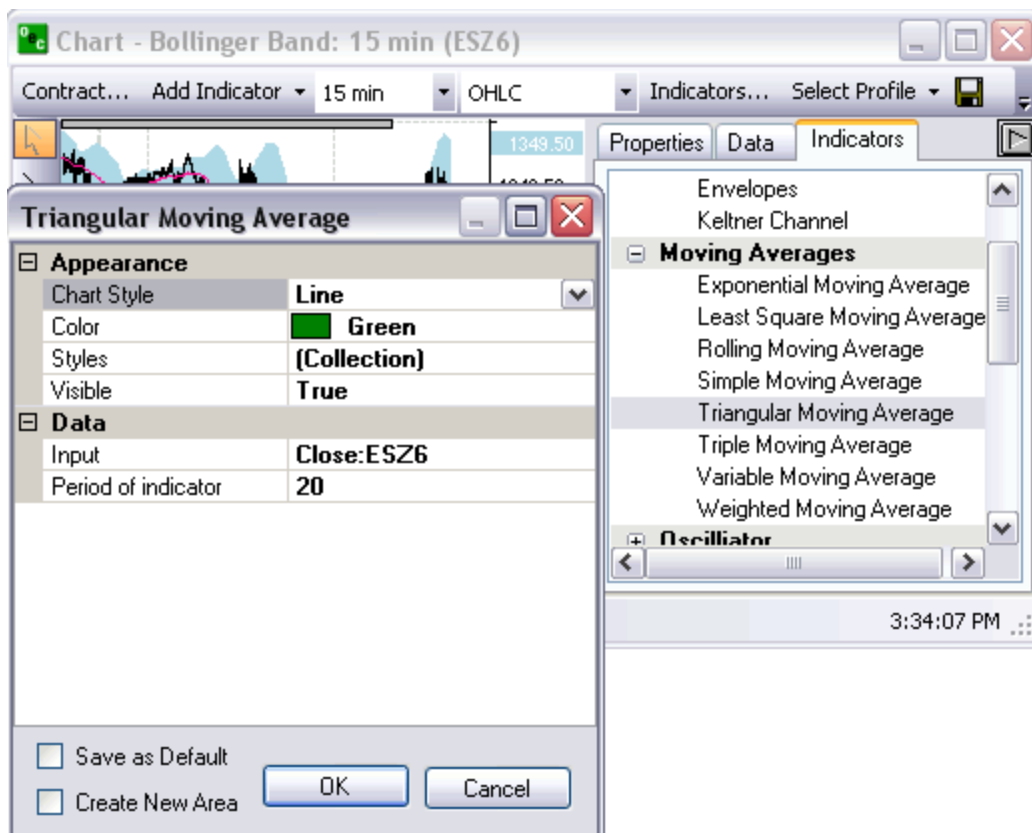 Oec Chart - Bollinger Band: 15 min (ESZ6)
Contract... Add Indicator 15 min OHLC Indicators... Select Profile
1349.50
Properties Data Indicators
Envelopes
Keltner Channel
Moving Averages
Exponential Moving Average
Least Square Moving Average
Rolling Moving Average
Simple Moving Average
Triangular Moving Average
Triple Moving Average
Variable Moving Average
Weighted Moving Average
Oscilliator
3:34:07 PM
Triangular Moving Average
Appearance
Chart Style Line
Color Green
Styles (Collection)
Visible True
Data
Input Close:ESZ6
Period of indicator 20
Save as Default
Create New Area
OK Cancel